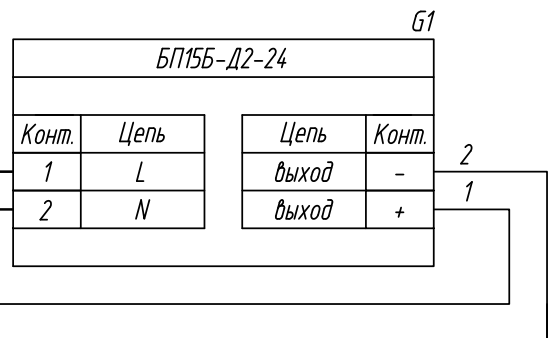 G1
БП15Б-Д2-24
Конт. Цепь Цепь Конт.
1 L выход - 2
2 N выход + 1